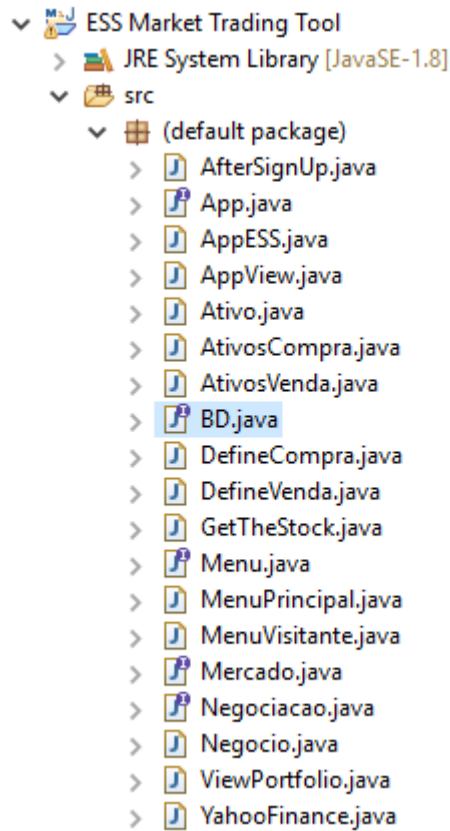 ESS Market Trading Tool
JRE System Library [JavaSE-1.8]
src
(default package)
AfterSignUp.java
App.java
AppESS.java
AppView.java
Ativo.java
AtivosCompra.java
AtivosVenda.java
BD.java
DefineCompra.java
DefineVenda.java
GetTheStock.java
Menu.java
MenuPrincipal.java
MenuVisitante.java
Mercado.java
Negociacao.java
Negocio.java
ViewPortfolio.java
YahooFinance.java